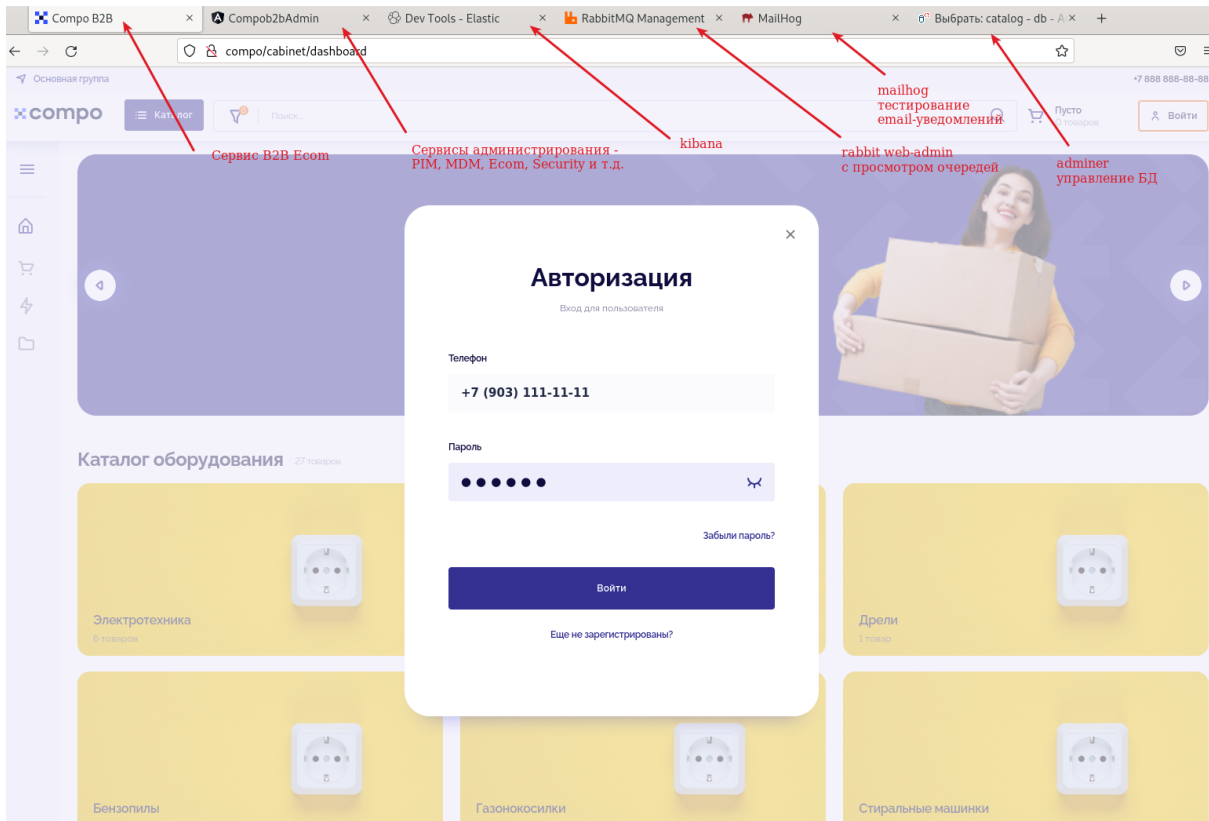 Compo B2B
Compob2bAdmin
Dev Tools - Elastic
RabbitMQ Management
MailHog
Выбрать: catalog - db - A
compo/cabinet/dashboard
Основная группа
+7 888 888-88-88
compo
Каталог
Поиск...
Пусто
0 товаров
Войти
mailhog
тестирование
email-уведомлений
Сервис B2B Ecom
Сервисы администрирования -
PIM, MDM, Ecom, Security и т.д.
kibana
rabbit web-admin
с просмотром очередей
adminer
управление БД
Авторизация
Вход для пользователя
Телефон
+7 (903) 111-11-11
Пароль
Забыли пароль?
Войти
Еще не зарегистрированы?
Каталог оборудования
27 товаров
Электротехника
6 товаров
Дрели
1 товар
Бензопилы
Газонокосилки
Стиральные машинки